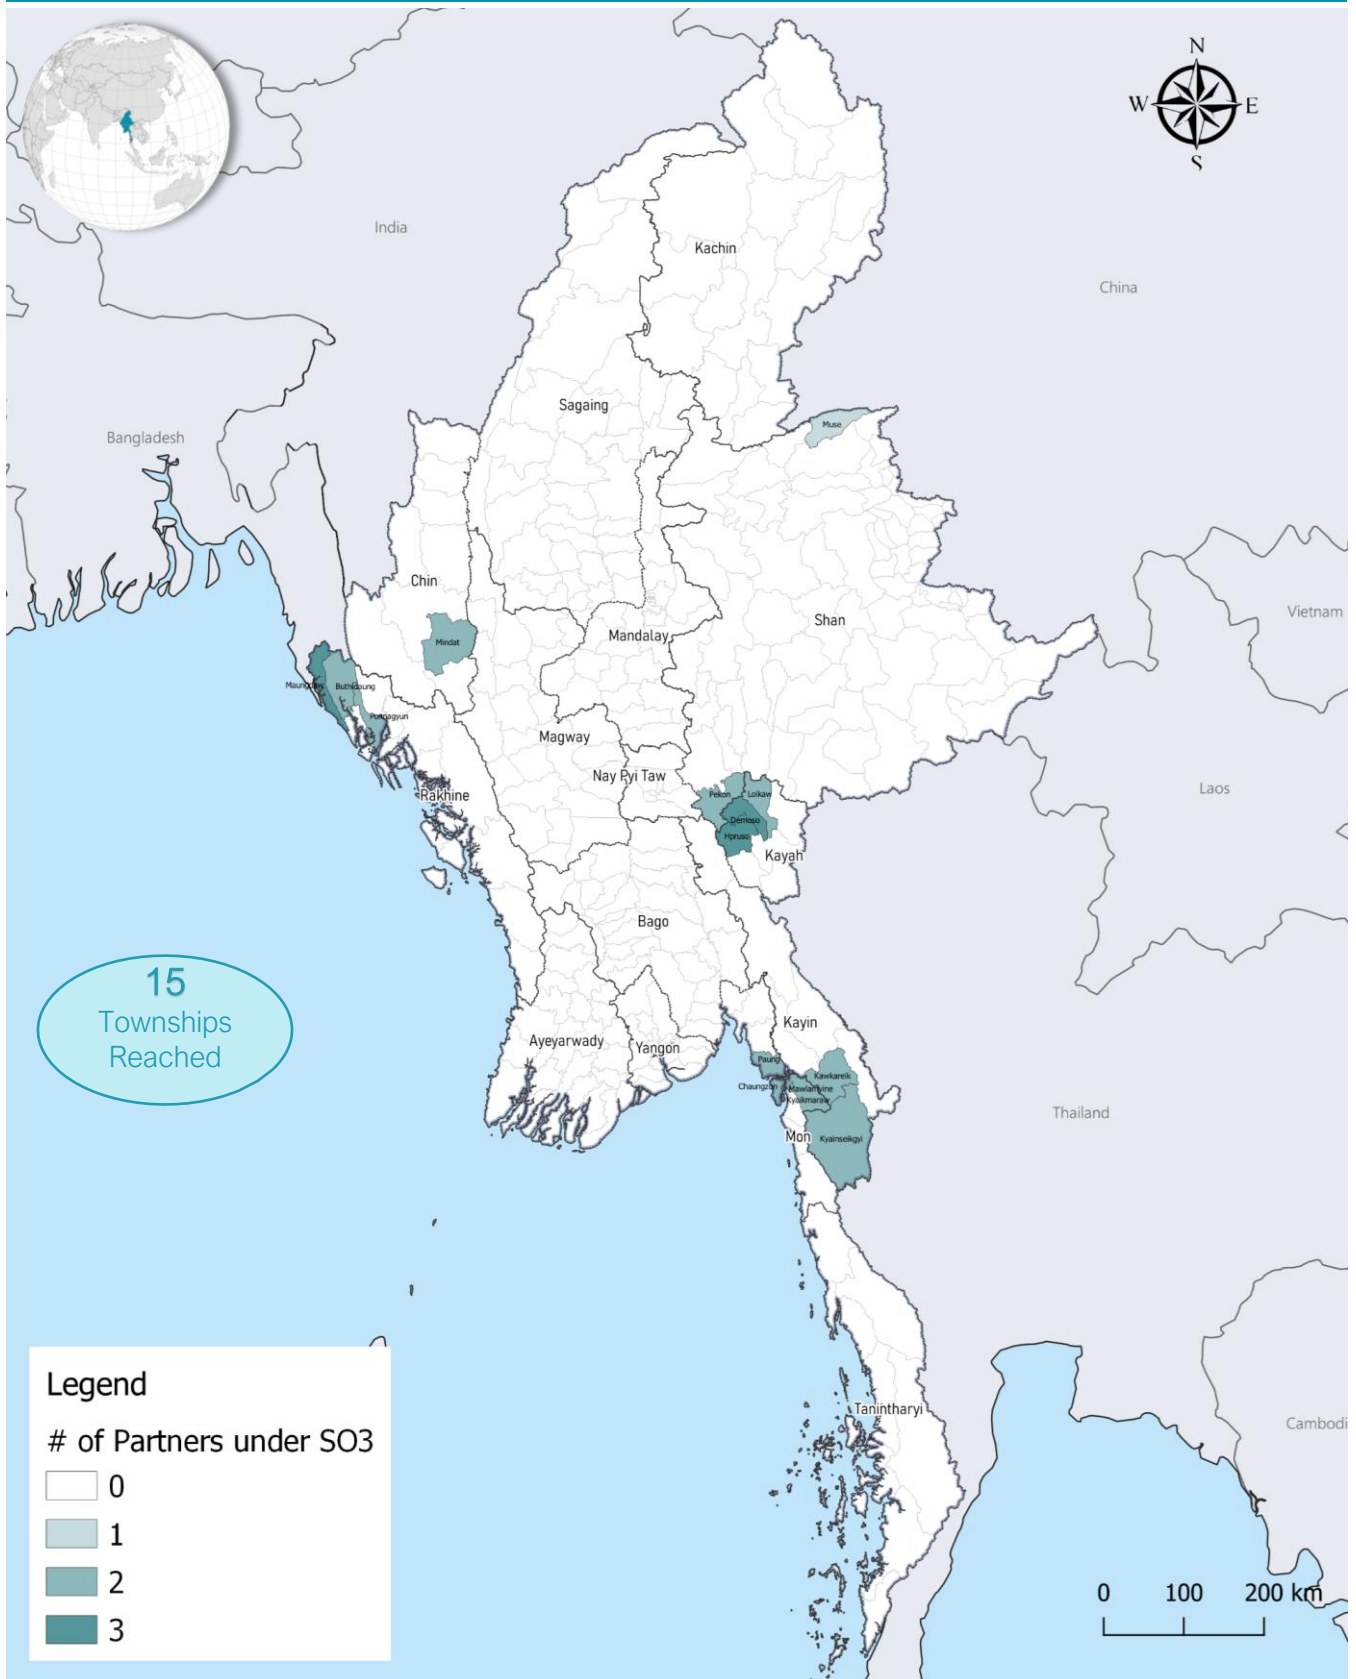 N
W
E
S
India
Kachin
China
Sagaing
Muse
Bangladesh
Chin
Vietnam
Shan
Mandalay
Mindat
Maungdaw
Buthidaung
Ponnagyun
Magway
Nay Pyi Taw
Laos
Rakhine
Pekon
Loikaw
Demoso
Hpruso
Kayah
Bago
15
Townships
Reached
Kayin
Ayeyarwady
Yangon
Paung
Kawkareik
Chaungzon
Mawlamyine
Kyaikmaraw
Thailand
Mon
Kyainseikgyi
Legend
# of Partners under SO3
0
1
2
3
Tanintharyi
Cambodi
0 100 200 km